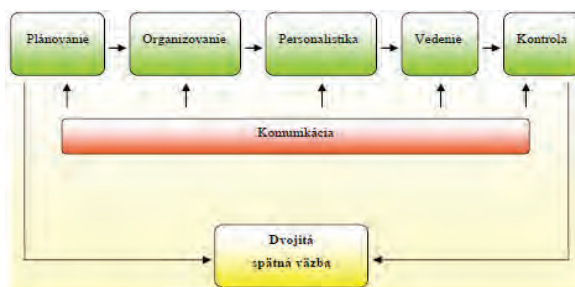 Plánovanie
Organizovanie
Personalistika
Vedenie
Kontrola
Komunikácia
Dvojitá
spätná väzba